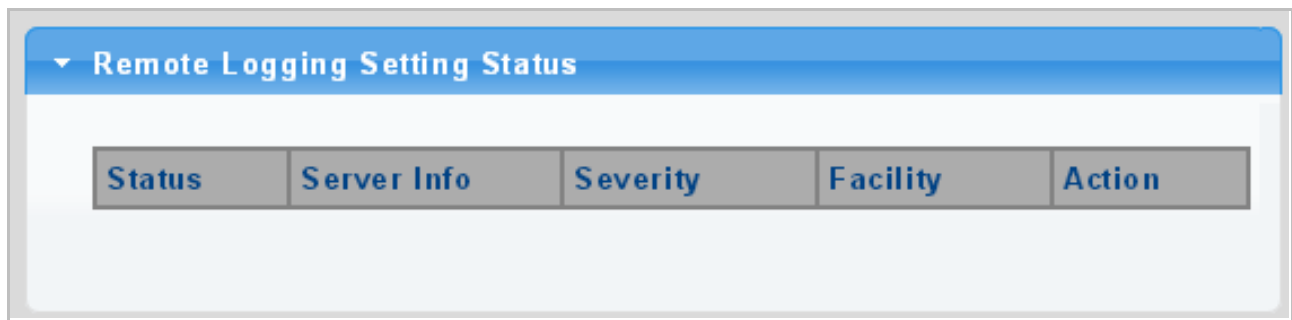 Remote Logging Setting Status
Status Server Info Severity Facility Action